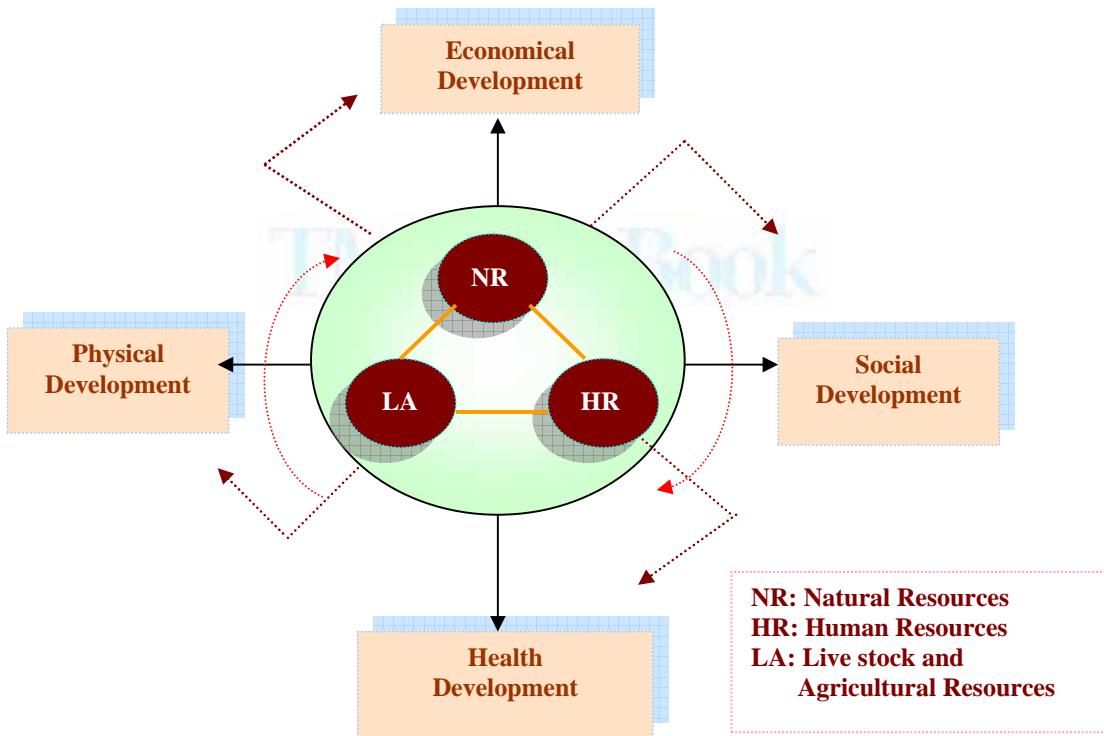 Economical
Development
NR
Physical
Development
Social
Development
LA
HR
Health
Development
NR: Natural Resources
HR: Human Resources
LA: Live stock and
Agricultural Resources